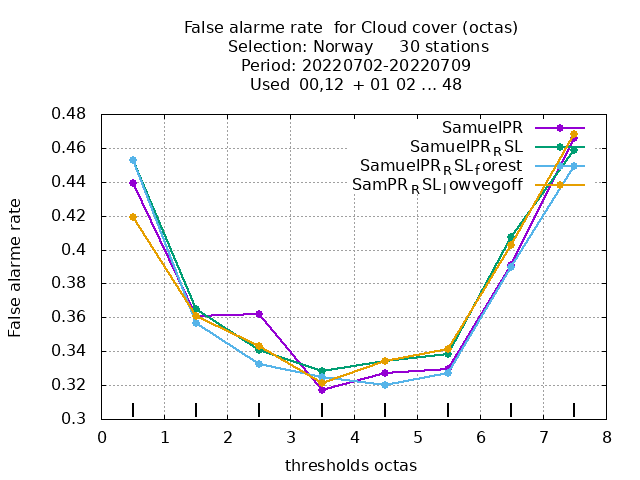 False alarme rate for Cloud cover (octas)
Selection: Norway 30 stations
Period: 20220702-20220709
Used 00,12 + 01 02 ... 48
SamuelPR
SamuelPR_RSL
SamuelPR_RSL_forest
SamPR_RSL_lowvegoff
False alarme rate
0.48
0.46
0.44
0.42
0.4
0.38
0.36
0.34
0.32
0.3
0 1 2 3 4 5 6 7 8
thresholds octas